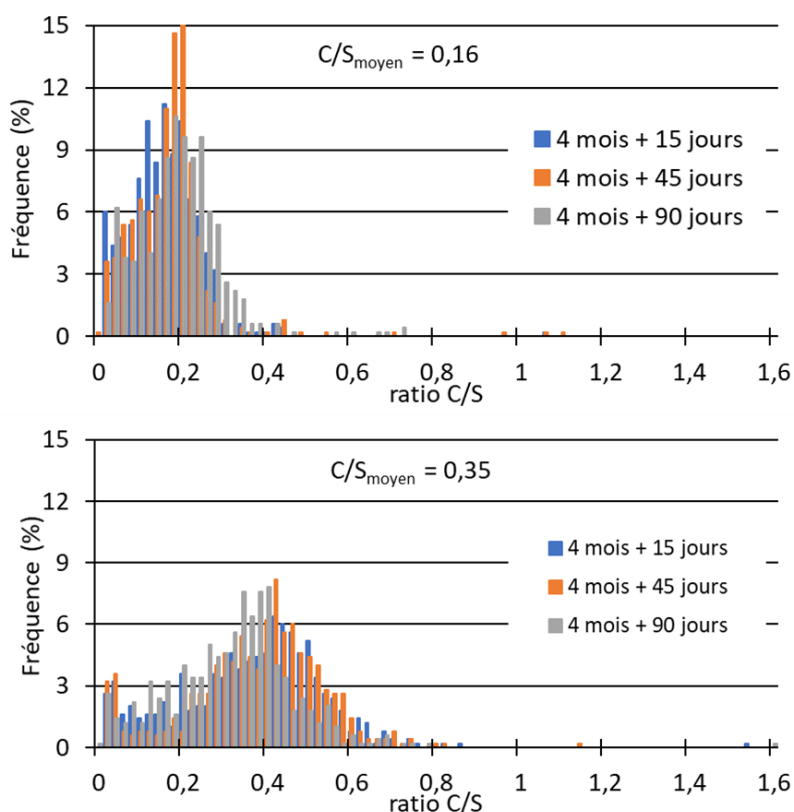 15
C/Smoyen = 0,16
12
4 mois + 15 jours
9
4 mois + 45 jours
6
4 mois + 90 jours
3
0
Fréquence (%)
0 0,2 0,4 0,6 0,8 1 1,2 1,4 1,6
ratio C/S
15
C/Smoyen = 0,35
12
9
4 mois + 15 jours
4 mois + 45 jours
6
4 mois + 90 jours
3
0
Fréquence (%)
0 0,2 0,4 0,6 0,8 1 1,2 1,4 1,6
ratio C/S